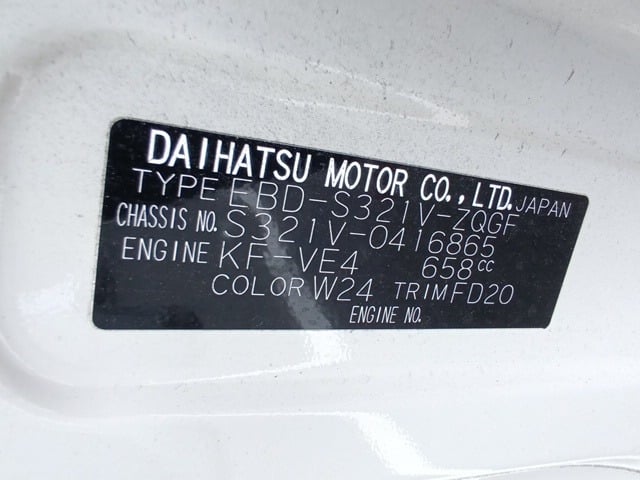 DAIHATSU MOTOR CO., LTD. JAPAN
TYPE EBD-S321V-ZQGF
CHASSIS NO. S321V-0416865
ENGINE KF-VE4 658cc
COLOR W24 TRIM FD20
ENGINE NO.